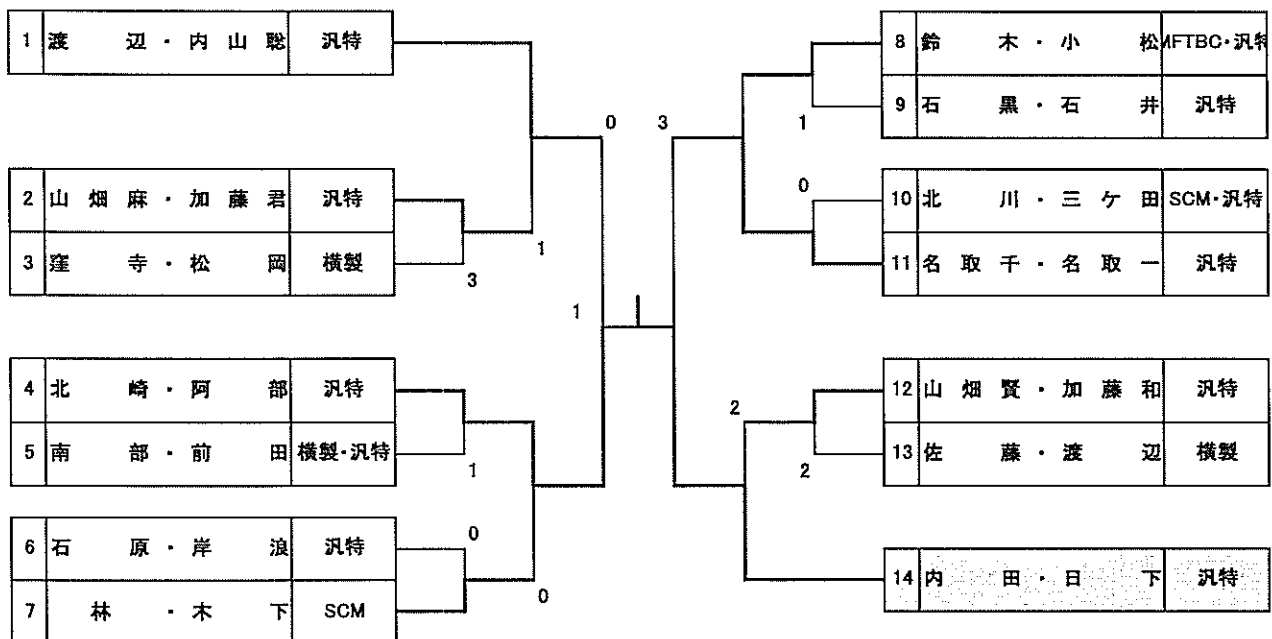 1 渡辺・内山聡 汎特
2 山畑麻・加藤君 汎特
3 窪寺・松岡 横製
4 北崎・阿部 汎特
5 南部・前田 横製・汎特
6 石原・岸浪 汎特
7 林・木下 SCM
0
3
1
1
1
0
0
8 鈴木・小松 MFTBC・汎特
9 石黒・石井 汎特
10 北川・三ケ田 SCM・汎特
11 名取千・名取一 汎特
12 山畑賢・加藤和 汎特
13 佐藤・渡辺 横製
14 内田・日下 汎特
3
1
0
2
2